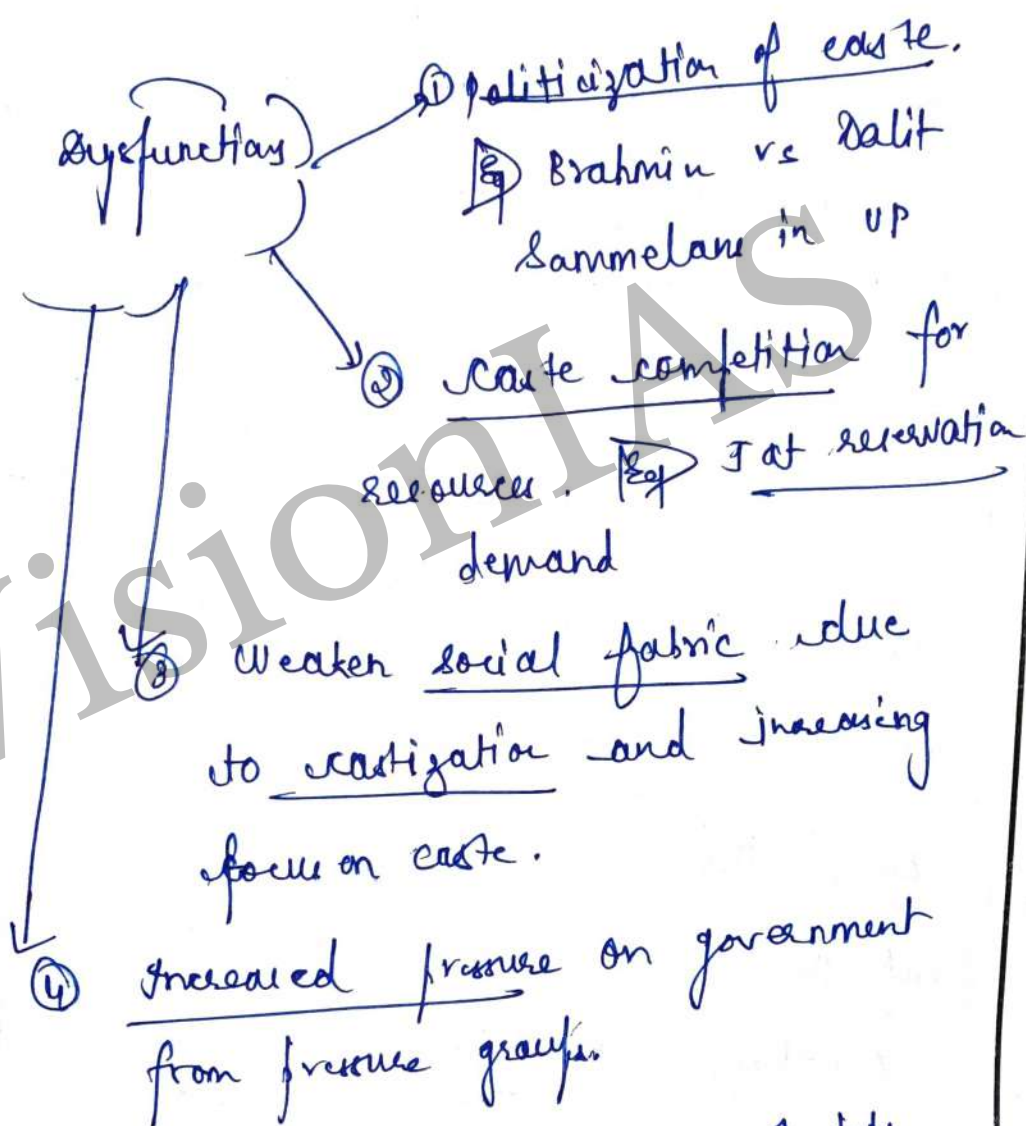 Dysfunctions
① Politicization of caste.
Eg Brahmin vs Dalit
Sammelans in UP
② Caste competition for
resources. Eg Jat reservation
demand
③ Weaken social fabric due
to castization and increasing
focus on caste.
④ Increased pressure on government
from pressure groups.
VisionIAS